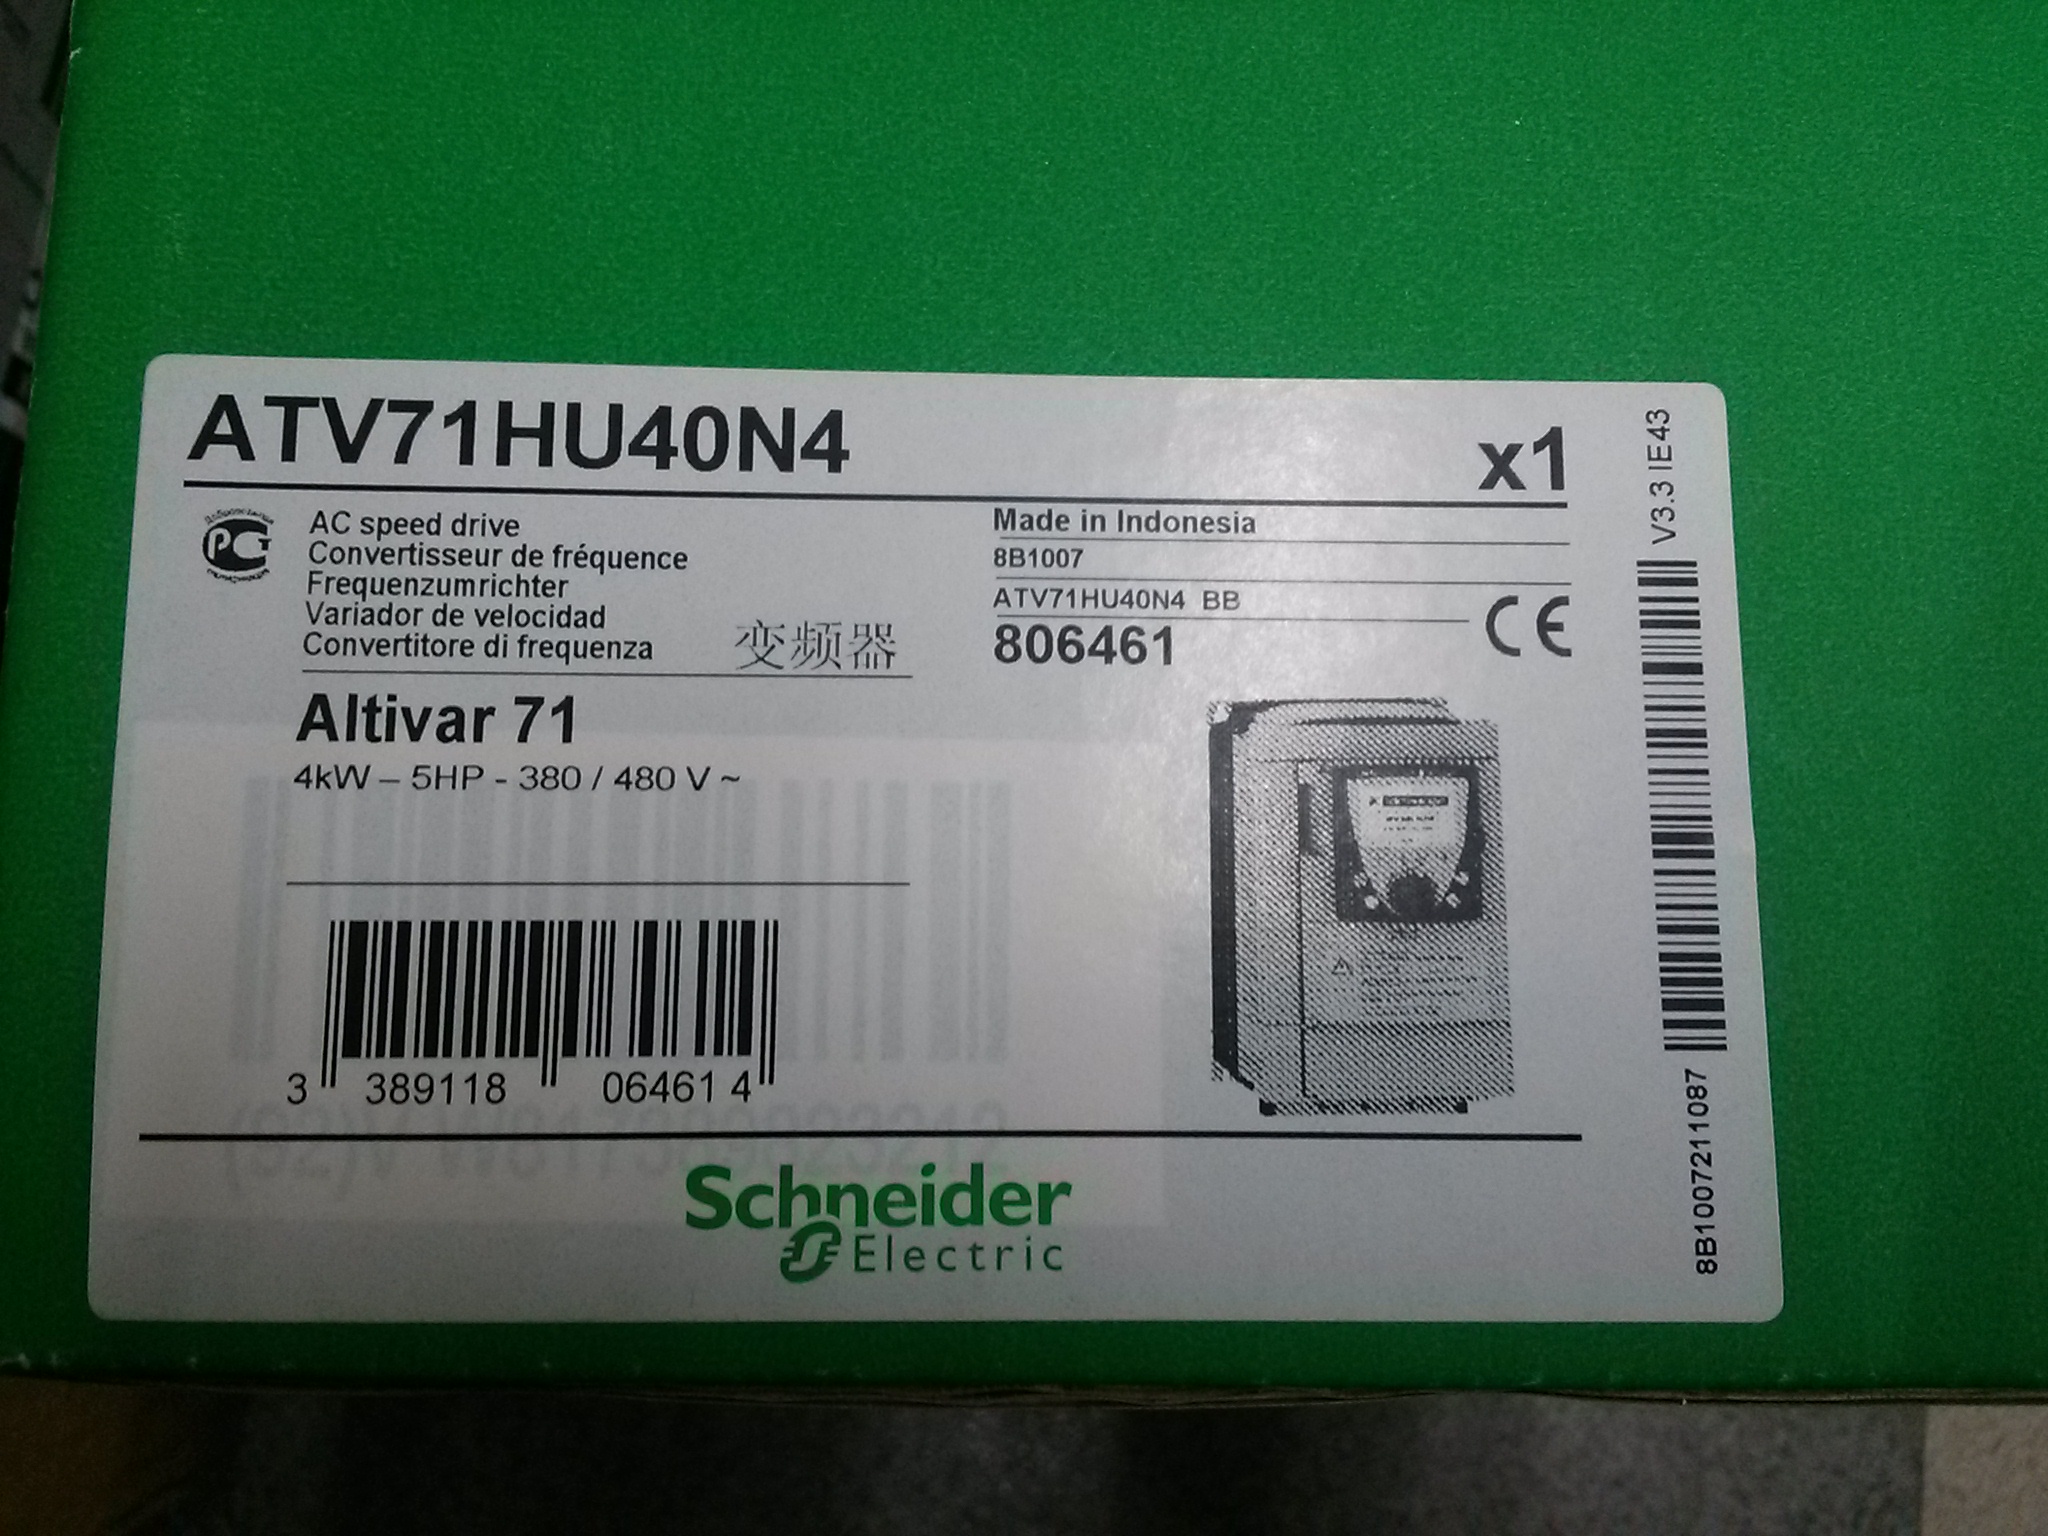 ATV71HU40N4
x1
AC speed drive
Convertisseur de fréquence
Frequenzumrichter
Variador de velocidad
Convertitore di frequenza
变频器
Made in Indonesia
8B1007
ATV71HU40N4 BB
806461
CE
Altivar 71
4kW – 5HP - 380 / 480 V ~
3 389118 06461 4
Schneider
Electric
V3.3 IE43
8B1007211087